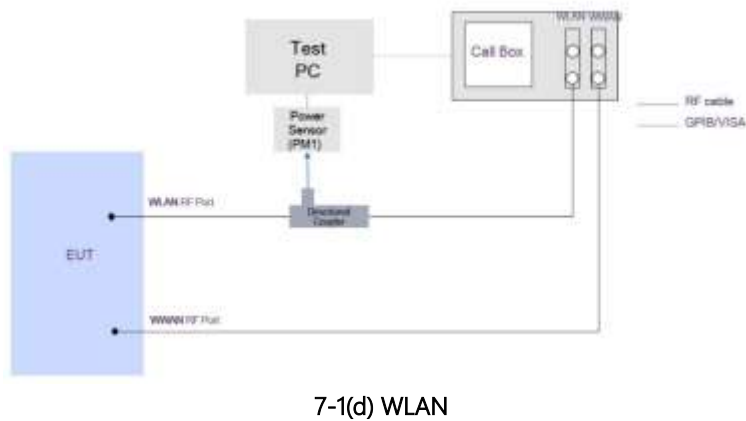 WLAN WWAN
Test
PC
Call Box
RF cable
GPIB/VISA
Power
Sensor
(PM1)
WLAN RF Port
Directional
Coupler
EUT
WWAN RF Port
7-1(d) WLAN